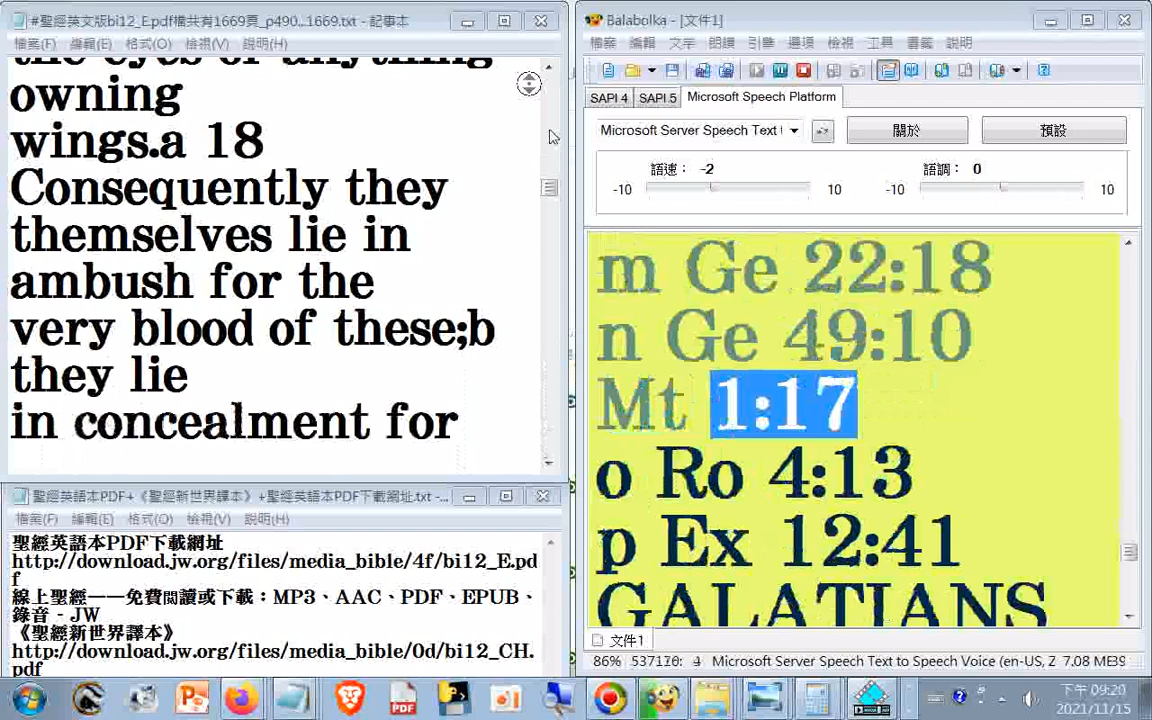 #聖經英文版bi12_E.pdf檔共有1669頁_p490...1669.txt - 記事本
檔案(F) 編輯(E) 格式(O) 檢視(V) 說明(H)
the eyes of anything
owning
wings.a 18
Consequently they
themselves lie in
ambush for the
very blood of these;b
they lie
in concealment for
聖經英語本PDF+《聖經新世界譯本》+聖經英語本PDF下載網址.txt - ...
檔案(F) 編輯(E) 格式(O) 檢視(V) 說明(H)
聖經英語本PDF下載網址
http://download.jw.org/files/media_bible/4f/bi12_E.pd
f
線上聖經——免費閱讀或下載：MP3、AAC、PDF、EPUB、
錄音 - JW
《聖經新世界譯本》
http://download.jw.org/files/media_bible/0d/bi12_CH.
pdf
Balabolka - [文件1]
檔案 編輯 文字 朗讀 引擎 選項 檢視 工具 書籤 說明
SAPI 4 SAPI 5 Microsoft Speech Platform
Microsoft Server Speech Text 關於 預設
語速： -2 語調： 0
-10 10 -10 10
m Ge 22:18
n Ge 49:10
Mt 1:17
o Ro 4:13
p Ex 12:41
GALATIANS
文件1
86% Microsoft Server Speech Text to Speech Voice (en-US, Z 7.08 MB
PDF
下午 09:20
2021/11/15